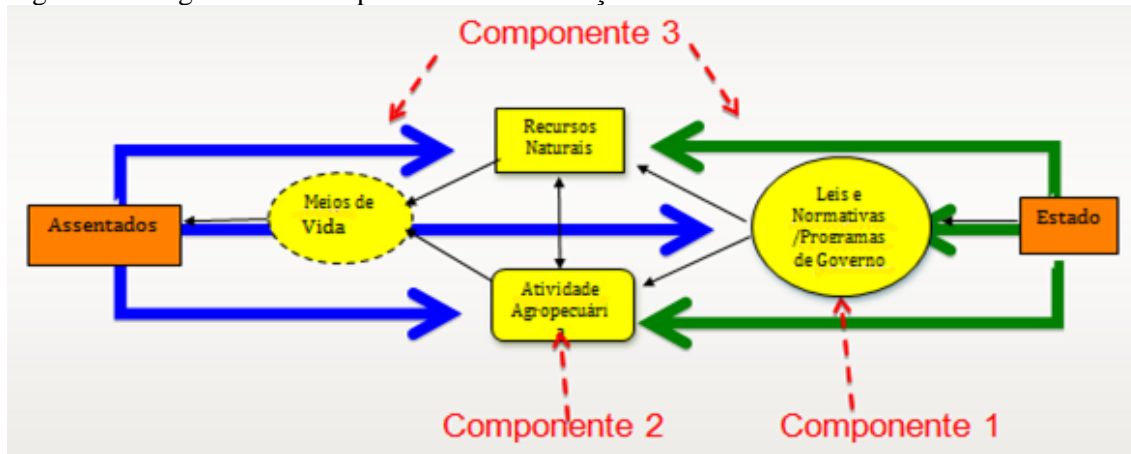 Componente 3
Recursos
Naturais
Meios de
Vida
Leis e
Normativas
/Programas
de Governo
Assentados
Estado
Atividade
Agropecuári
a
Componente 2
Componente 1